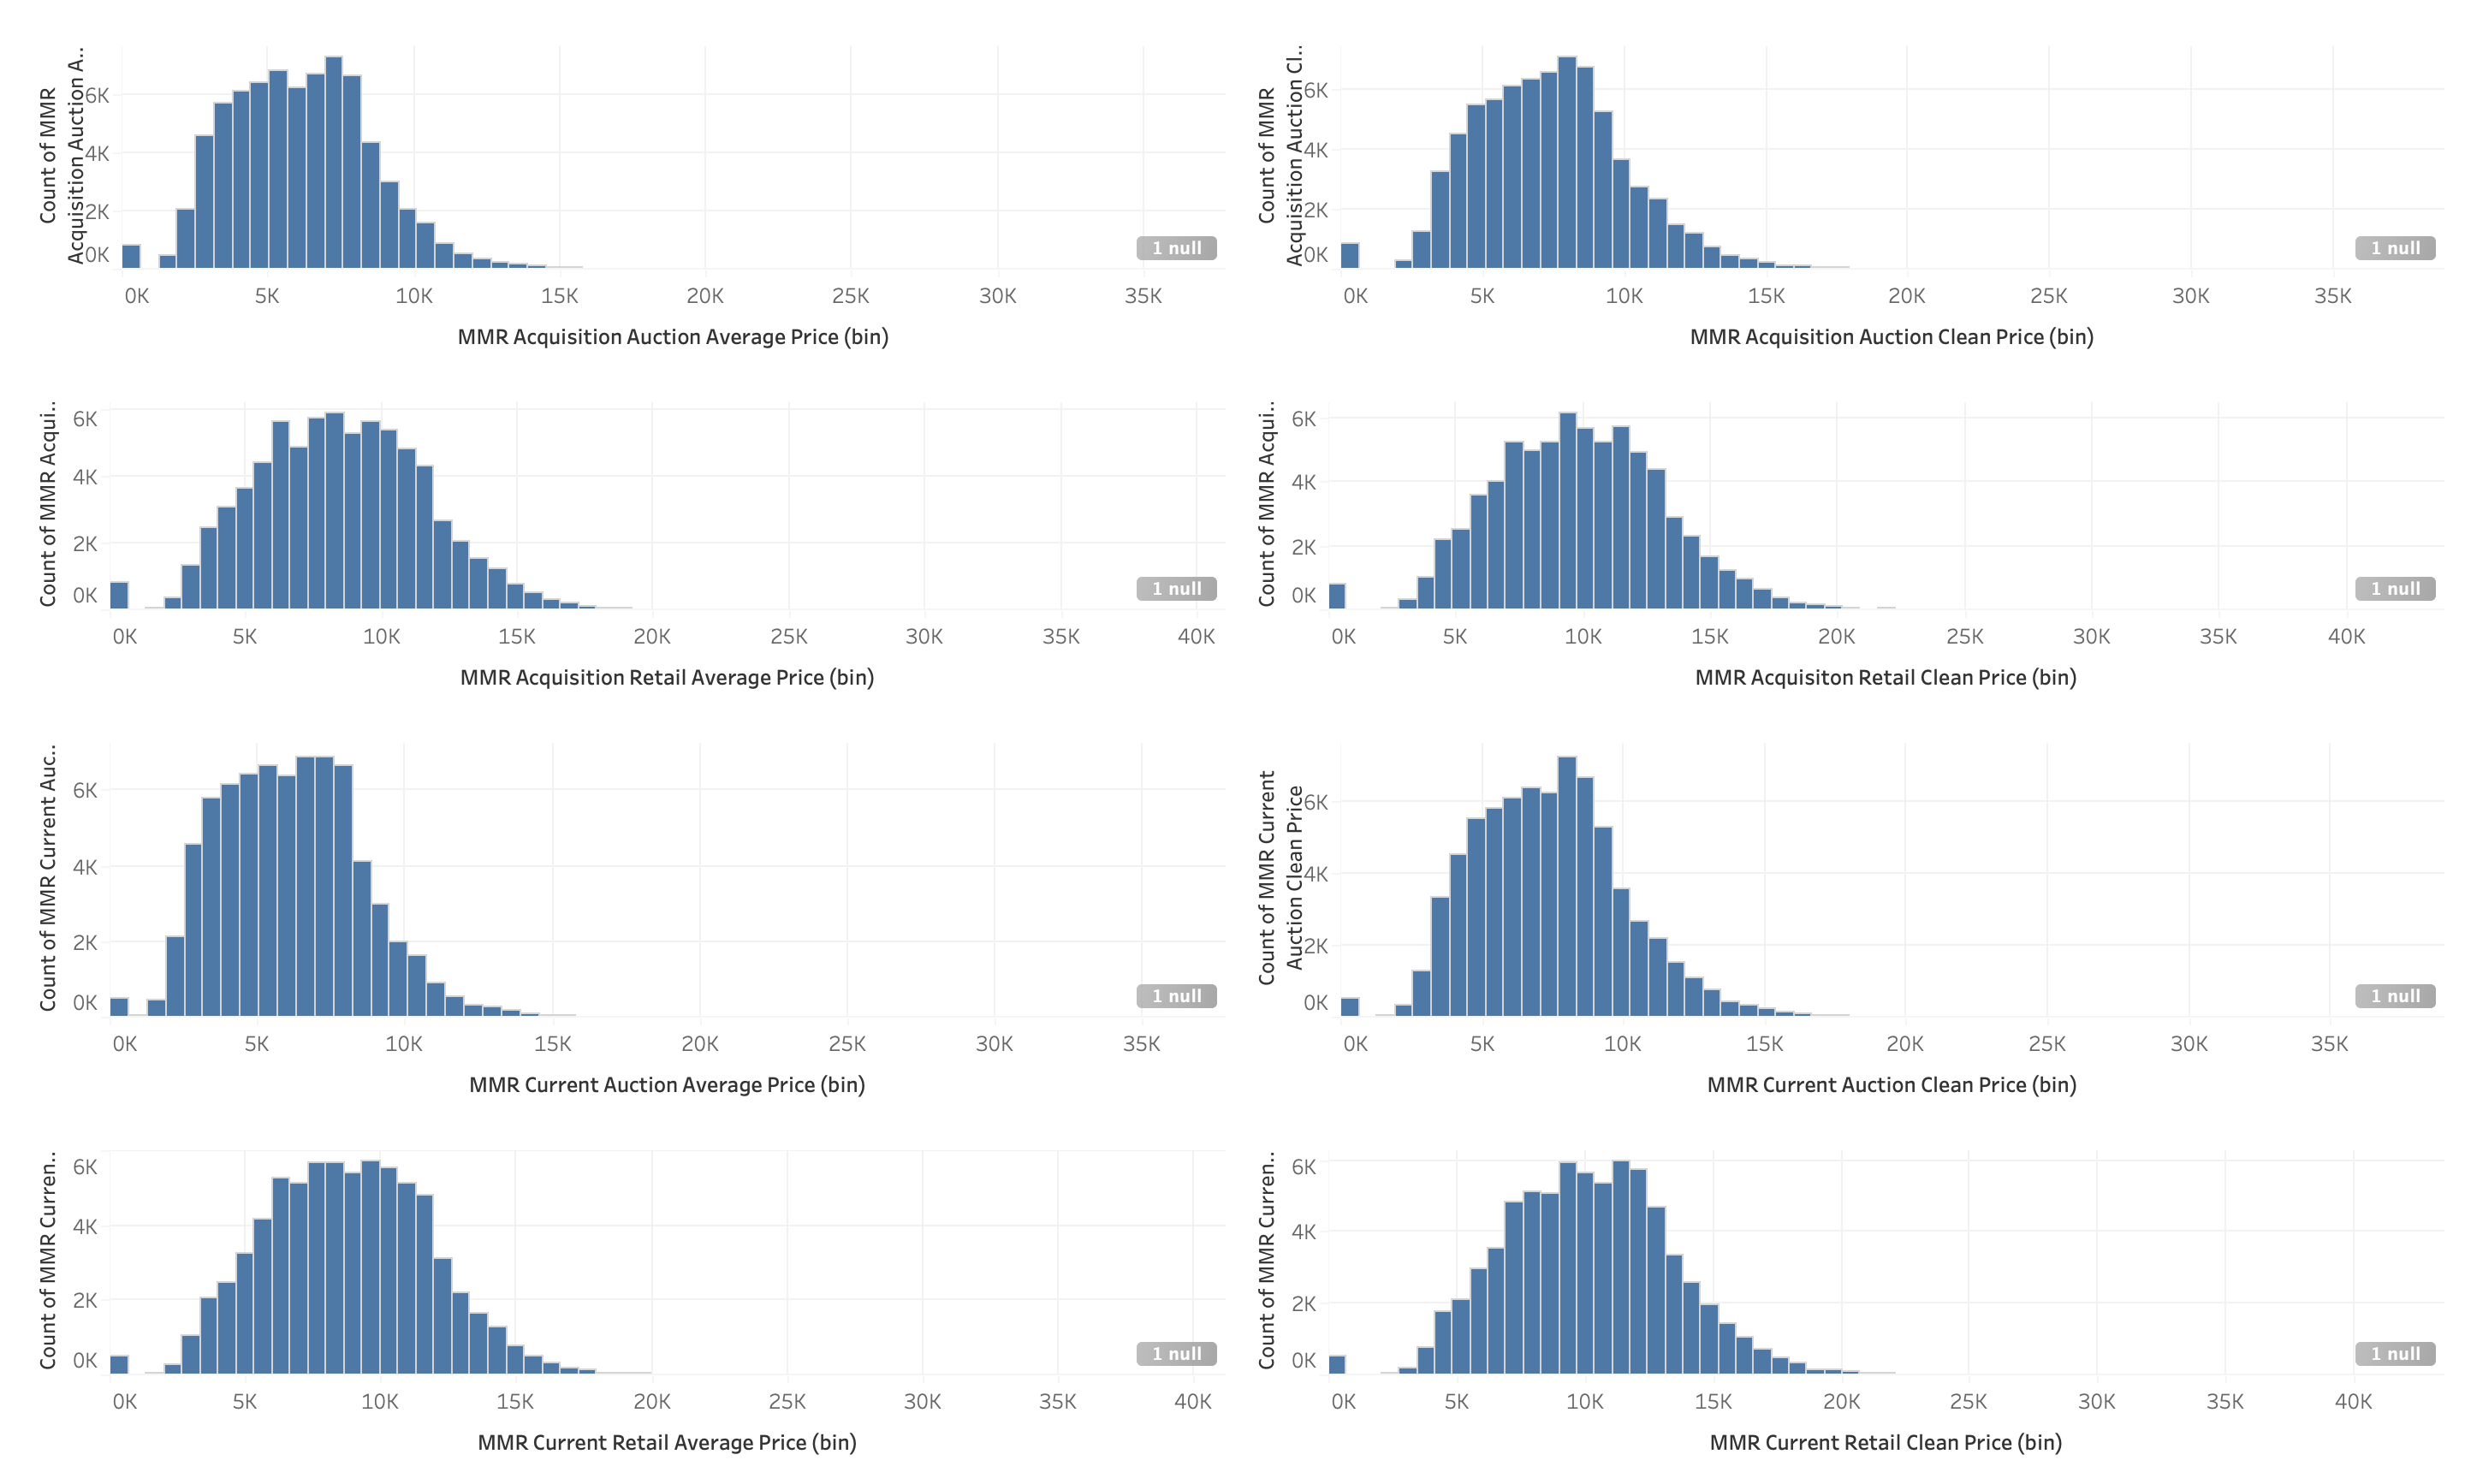 Count of MMR
Acquisition Auction A..
6K
4K
2K
0K
1 null
0K 5K 10K 15K 20K 25K 30K 35K
MMR Acquisition Auction Average Price (bin)
Count of MMR
Acquisition Auction Cl..
6K
4K
2K
0K
1 null
0K 5K 10K 15K 20K 25K 30K 35K
MMR Acquisition Auction Clean Price (bin)
Count of MMR Acqui..
6K
4K
2K
0K
1 null
0K 5K 10K 15K 20K 25K 30K 35K 40K
MMR Acquisition Retail Average Price (bin)
Count of MMR Acqui..
6K
4K
2K
0K
1 null
0K 5K 10K 15K 20K 25K 30K 35K 40K
MMR Acquisiton Retail Clean Price (bin)
Count of MMR Current Auc..
6K
4K
2K
0K
1 null
0K 5K 10K 15K 20K 25K 30K 35K
MMR Current Auction Average Price (bin)
Count of MMR Current
Auction Clean Price
6K
4K
2K
0K
1 null
0K 5K 10K 15K 20K 25K 30K 35K
MMR Current Auction Clean Price (bin)
Count of MMR Curren..
6K
4K
2K
0K
1 null
0K 5K 10K 15K 20K 25K 30K 35K 40K
MMR Current Retail Average Price (bin)
Count of MMR Curren..
6K
4K
2K
0K
1 null
0K 5K 10K 15K 20K 25K 30K 35K 40K
MMR Current Retail Clean Price (bin)